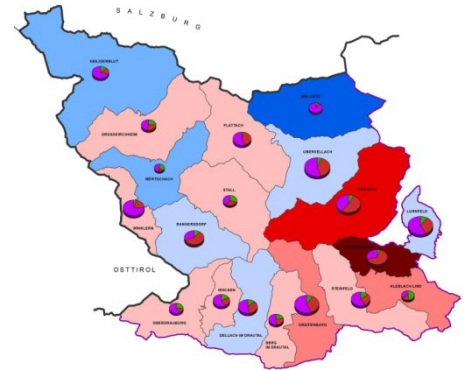 SALZBURG
HEILIGENBLUT
MALLNITZ
GROSSKIRCHHEIM
FLATTACH
OBERVELLACH
MÖRTSCHACH
STALL
WINKLERN
RANGERSDORF
LURNFELD
OSTTIROL
IRSCHEN
STEINFELD
KLEBLACH-LIND
OBERDRAUBURG
GREIFENBURG
DELLACH IM DRAUTAL
BERG
IM DRAUTAL